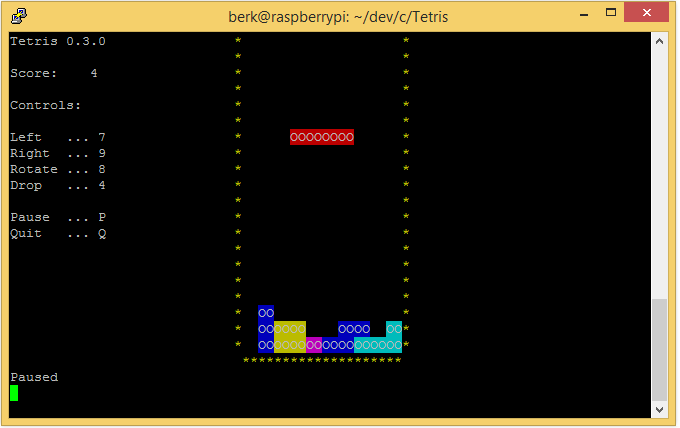 berk@raspberrypi: ~/dev/c/Tetris
Tetris 0.3.0                *                    *
                            *                    *
Score:    4                 *                    *
                            *                    *
Controls:                   *                    *
                            *                    *
Left   ... 7                *      OOOOOOOO      *
Right  ... 9                *                    *
Rotate ... 8                *                    *
Drop   ... 4                *                    *
                            *                    *
Pause  ... P                *                    *
Quit   ... Q                *                    *
                            *                    *
                            *                    *
                            *                    *
                            *                    *
                            *  OO                *
                            *  OOOOOO    OOOO  OO*
                            *  OOOOOOOOOOOOOOOOOO*
                             ********************
Paused